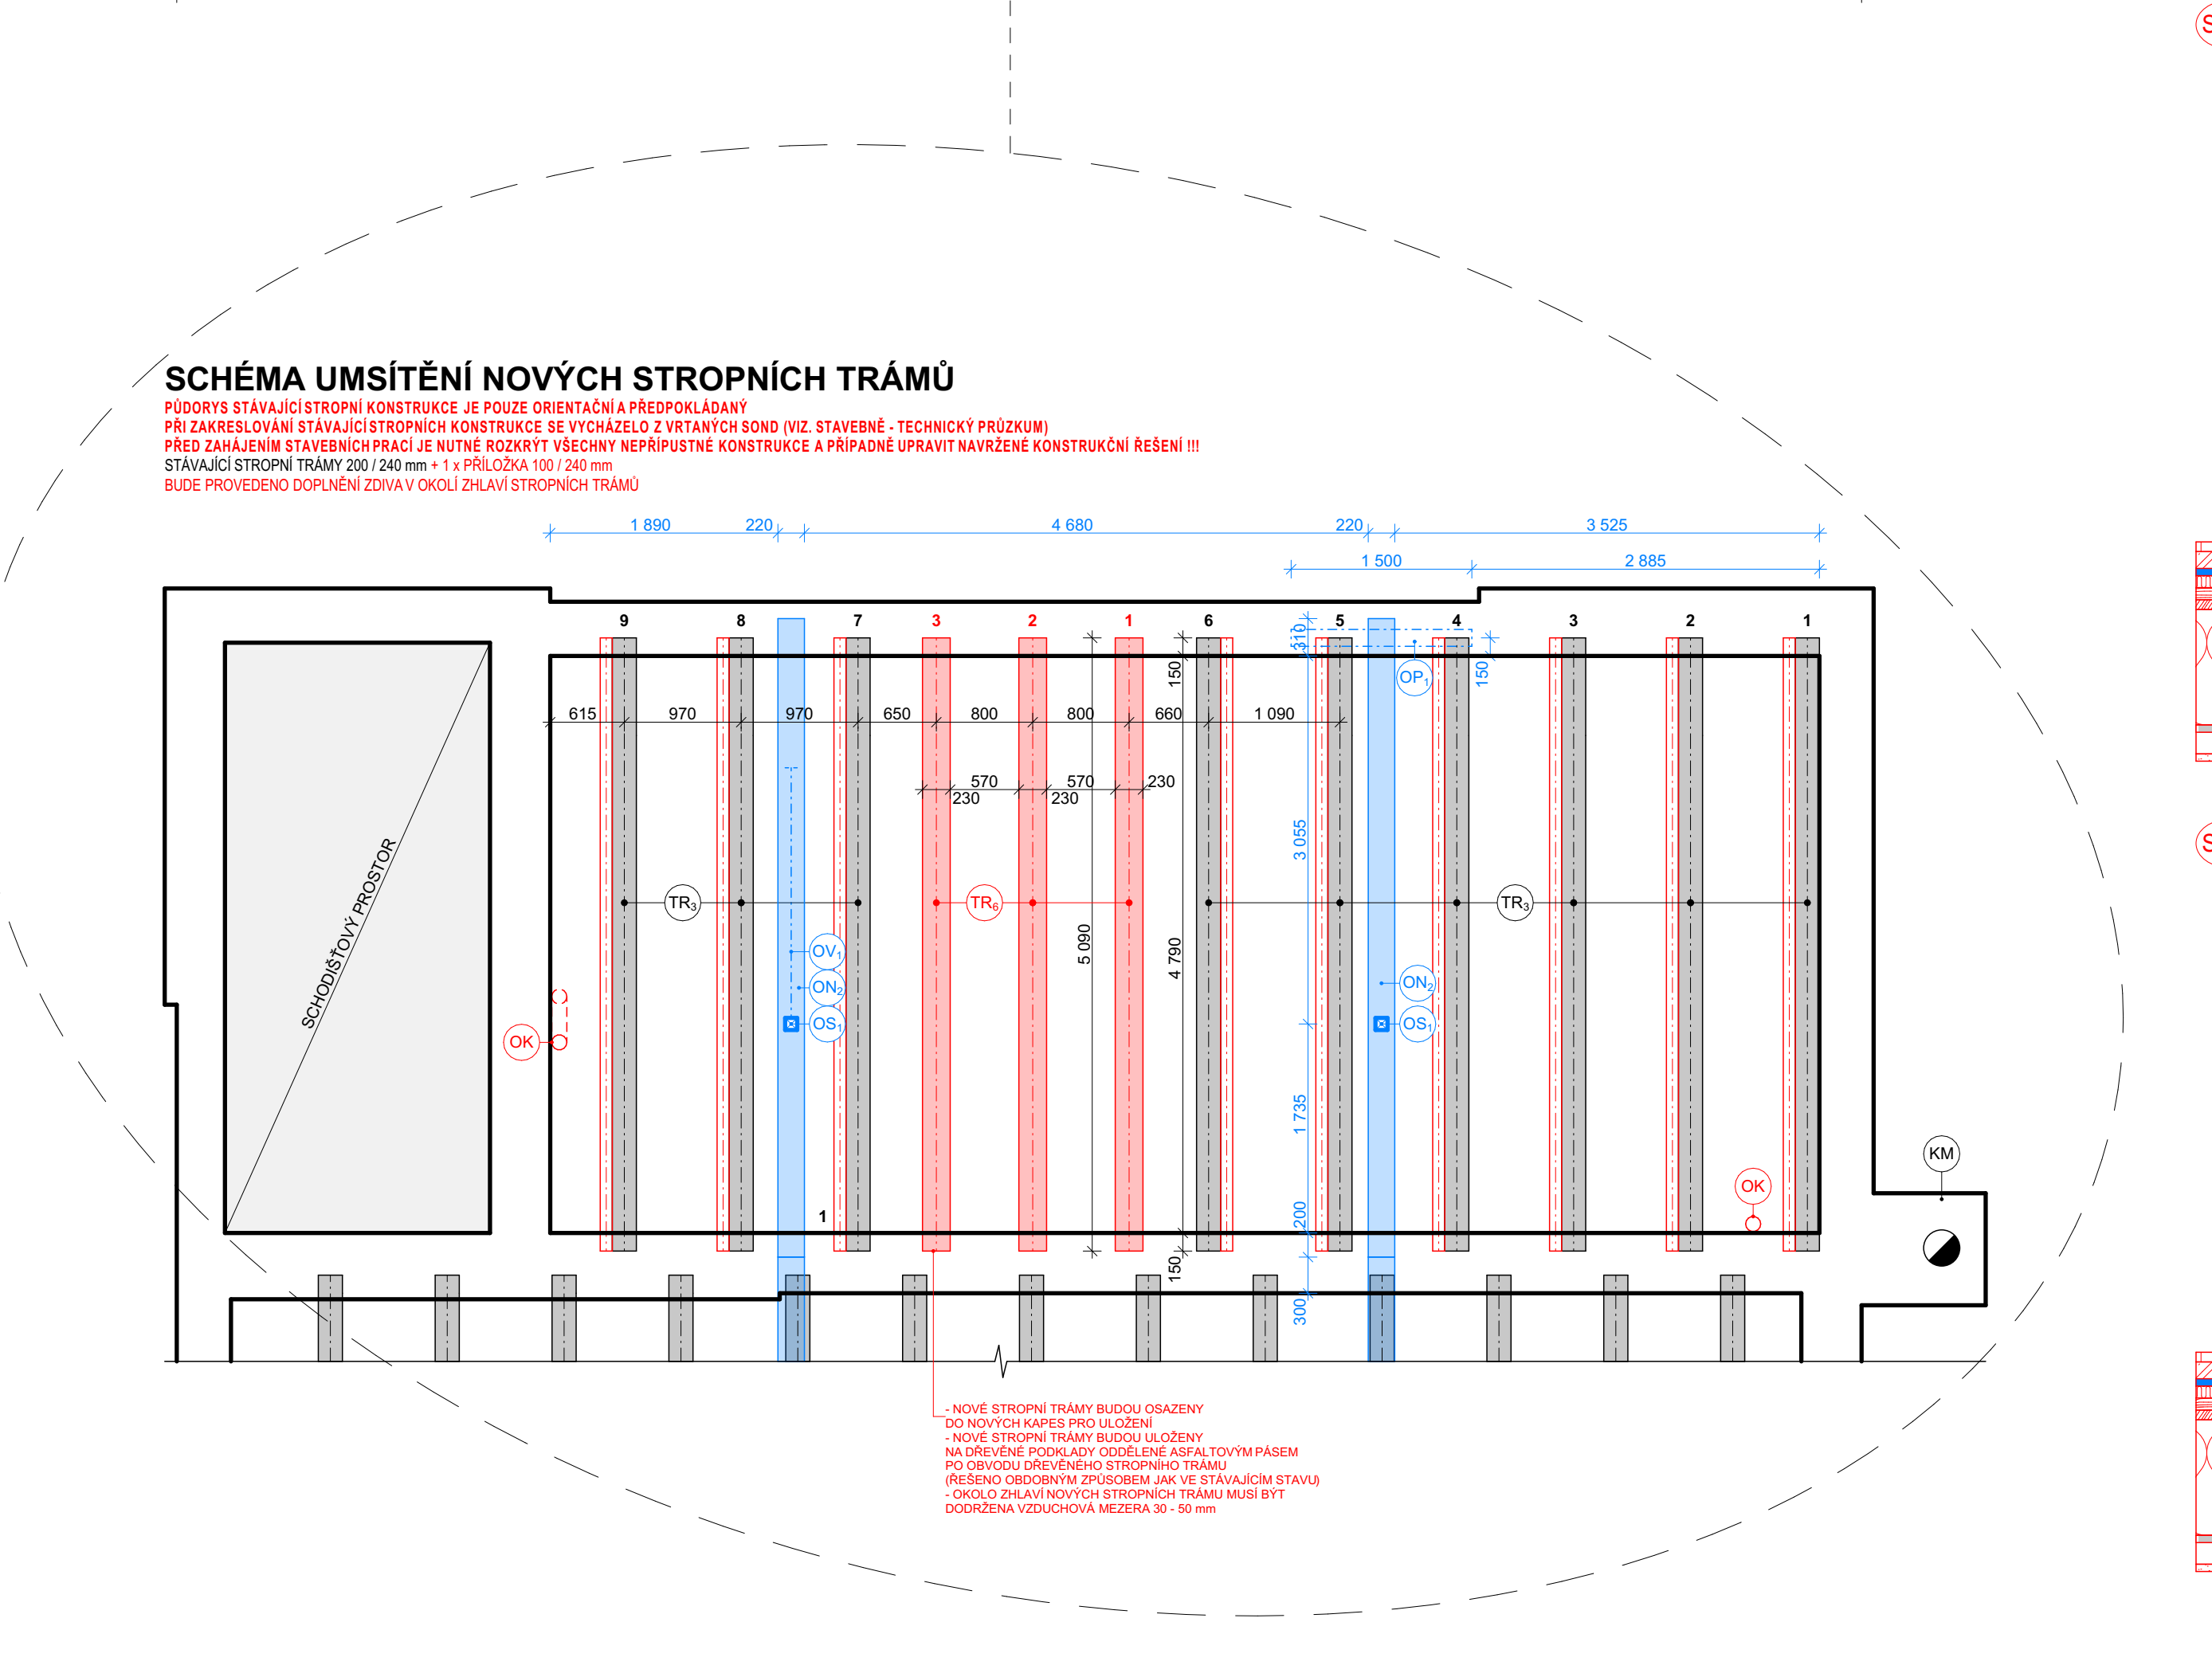 SCHÉMA UMSÍTĚNÍ NOVÝCH STROPNÍCH TRÁMŮ
PŮDORYS STÁVAJÍCÍ STROPNÍ KONSTRUKCE JE POUZE ORIENTAČNÍ A PŘEDPOKLÁDANÝ
PŘI ZAKRESLOVÁNÍ STÁVAJÍCÍ STROPNÍCH KONSTRUKCE SE VYCHÁZELO Z VRTANÝCH SOND (VIZ. STAVEBNĚ - TECHNICKÝ PRŮZKUM)
PŘED ZAHÁJENÍM STAVEBNÍCH PRACÍ JE NUTNÉ ROZKRÝT VŠECHNY NEPŘÍPUSTNÉ KONSTRUKCE A PŘÍPADNĚ UPRAVIT NAVRŽENÉ KONSTRUKČNÍ ŘEŠENÍ !!!
STÁVAJÍCÍ STROPNÍ TRÁMY 200 / 240 mm + 1 x PŘÍLOŽKA 100 / 240 mm
BUDE PROVEDENO DOPLNĚNÍ ZDIVA V OKOLÍ ZHLAVÍ STROPNÍCH TRÁMŮ
1 890 220 4 680 220 3 525
1 500 2 885
9 8 7 3 2 1 6 5 4 3 2 1
310
150
150
OP₁
615 970 970 650 800 800 660 1 090
570 570 230
230 230
3 055
SCHODIŠŤOVÝ PROSTOR
TR₃ TR₆ TR₃
5 090
4 790
OV₁
ON₂ ON₂
OS₁ OS₁
OK
1 735
KM
OK
1
200
150
300
- NOVÉ STROPNÍ TRÁMY BUDOU OSAZENY
DO NOVÝCH KAPES PRO ULOŽENÍ
- NOVÉ STROPNÍ TRÁMY BUDOU ULOŽENY
NA DŘEVĚNÉ PODKLADY ODDĚLENÉ ASFALTOVÝM PÁSEM
PO OBVODU DŘEVĚNÉHO STROPNÍHO TRÁMU
(ŘEŠENO OBDOBNÝM ZPŮSOBEM JAK VE STÁVAJÍCÍM STAVU)
- OKOLO ZHLAVÍ NOVÝCH STROPNÍCH TRÁMU MUSÍ BÝT
DODRŽENA VZDUCHOVÁ MEZERA 30 - 50 mm